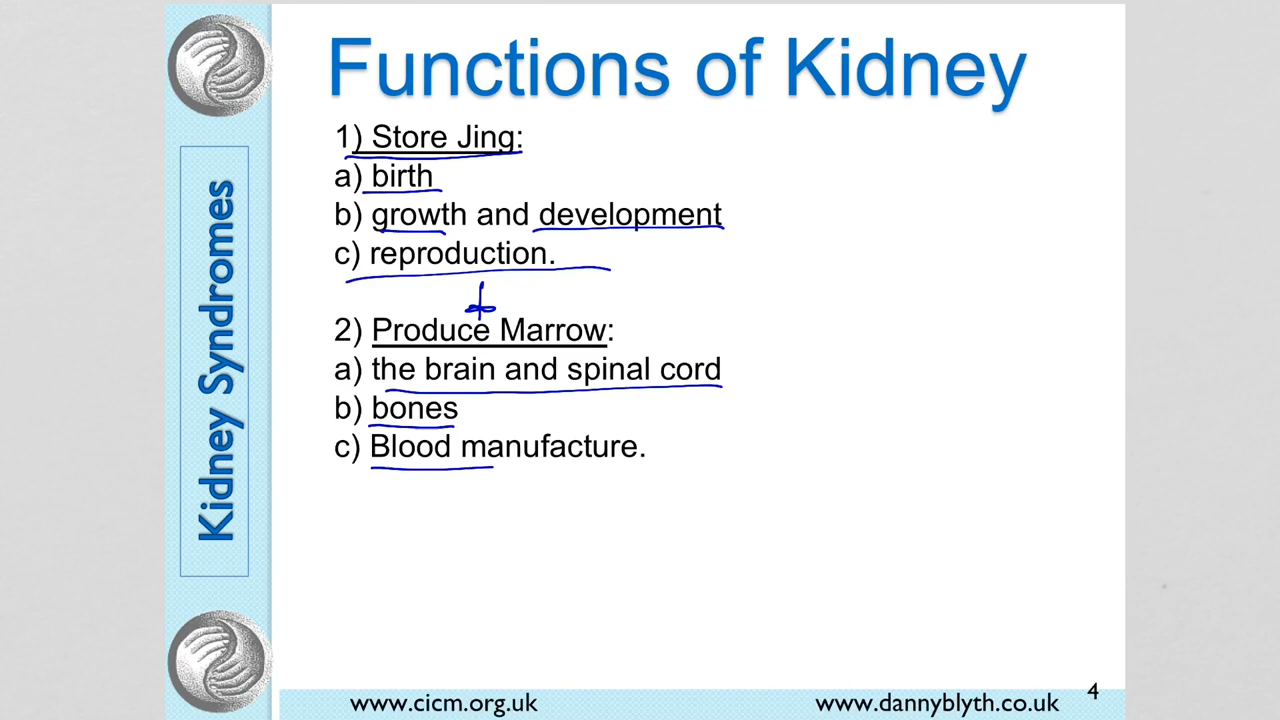 Functions of Kidney
1) Store Jing:
a) birth
b) growth and development
c) reproduction.
2) Produce Marrow:
a) the brain and spinal cord
b) bones
c) Blood manufacture.
Kidney Syndromes
www.cicm.org.uk
www.dannyblyth.co.uk
4